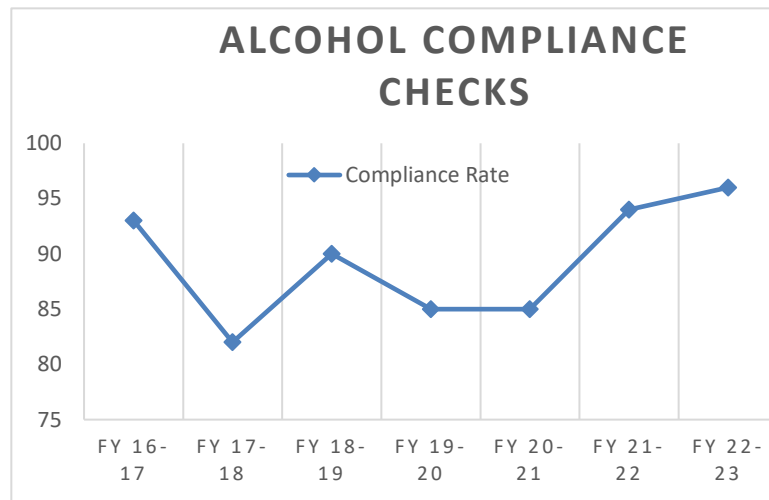 ALCOHOL COMPLIANCE
CHECKS
100
Compliance Rate
95
90
85
80
75
FY 16-
17
FY 17-
18
FY 18-
19
FY 19-
20
FY 20-
21
FY 21-
22
FY 22-
23